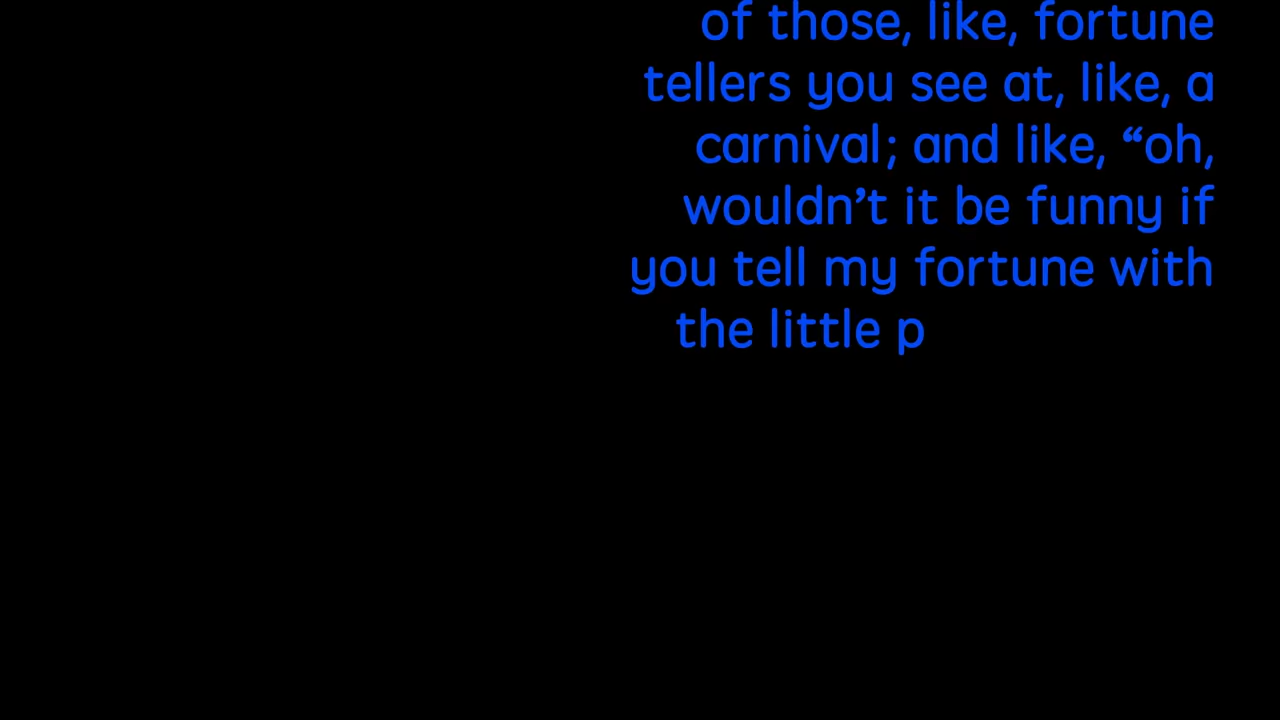 of those, like, fortune
tellers you see at, like, a
carnival; and like, “oh,
wouldn’t it be funny if
you tell my fortune with
the little p